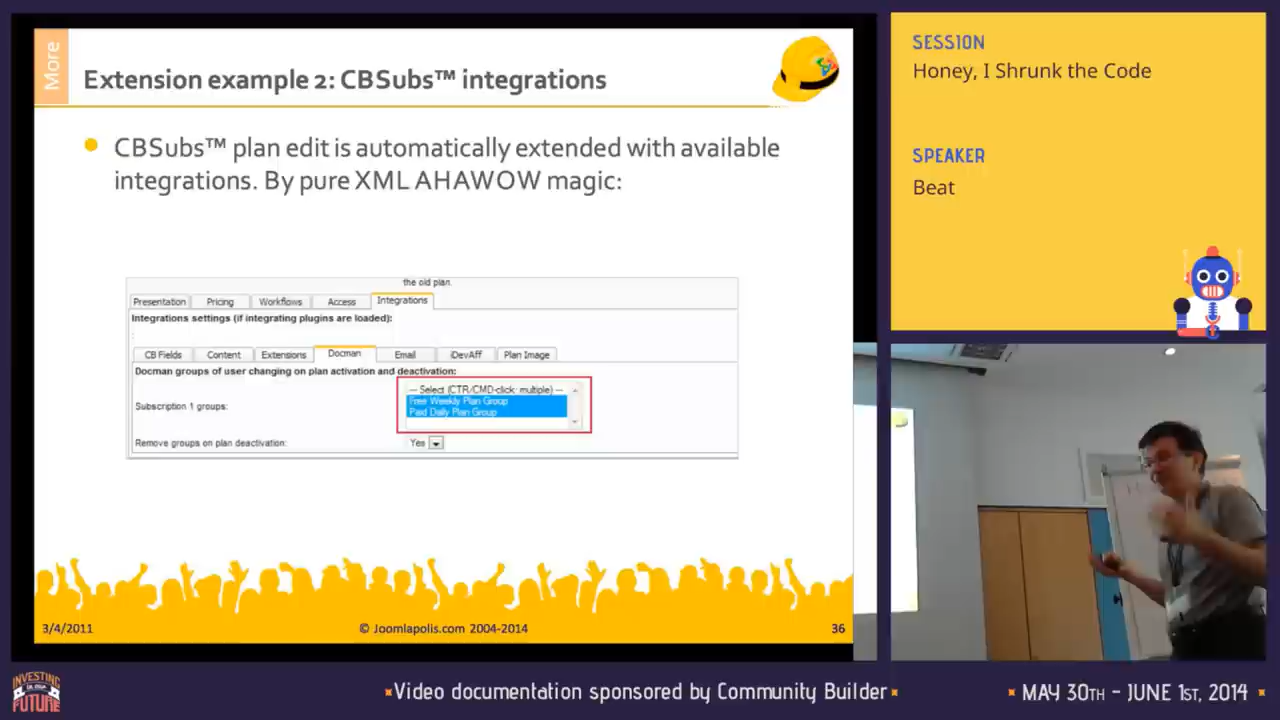 More
Extension example 2: CBSubs™ integrations
CBSubs™ plan edit is automatically extended with available
integrations. By pure XML AHAWOW magic:
the old plan.
Presentation Pricing Workflows Access Integrations
Integrations settings (if integrating plugins are loaded):
CB Fields Content Extensions Docman Email iDevAff Plan Image
Docman groups of user changing on plan activation and deactivation:
-- Select (CTR/CMD-click: multiple) --
Free Weekly Plan Group
Subscription 1 groups:
Paid Daily Plan Group
Remove groups on plan deactivation: Yes
3/4/2011 © Joomlapolis.com 2004-2014 36
SESSION
Honey, I Shrunk the Code
SPEAKER
Beat
INVESTING
IN OUR
FUTURE
Video documentation sponsored by Community Builder
MAY 30TH - JUNE 1ST, 2014